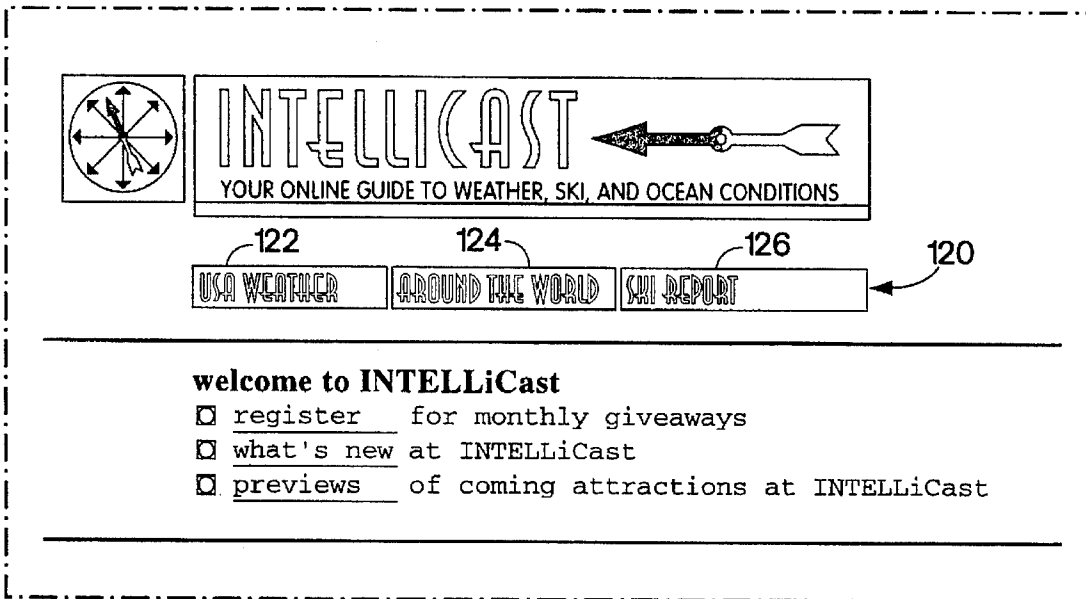 INTELLICAST
YOUR ONLINE GUIDE TO WEATHER, SKI, AND OCEAN CONDITIONS
122 124 126 120
USA WEATHER AROUND THE WORLD SKI REPORT
welcome to INTELLiCast
register for monthly giveaways
what's new at INTELLiCast
previews of coming attractions at INTELLiCast